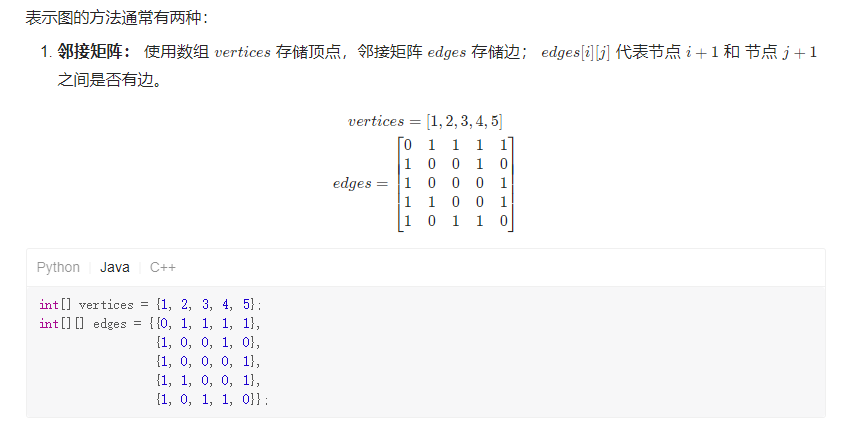 表示图的方法通常有两种：
1. 邻接矩阵： 使用数组 vertices 存储顶点，邻接矩阵 edges 存储边； edges[i][j] 代表节点 i + 1 和 节点 j + 1
之间是否有边。
vertices = [1, 2, 3, 4, 5]
edges =
0 1 1 1 1
1 0 0 1 0
1 0 0 0 1
1 1 0 0 1
1 0 1 1 0
Python Java C++
int[] vertices = {1, 2, 3, 4, 5};
int[][] edges = {{0, 1, 1, 1, 1},
{1, 0, 0, 1, 0},
{1, 0, 0, 0, 1},
{1, 1, 0, 0, 1},
{1, 0, 1, 1, 0}};